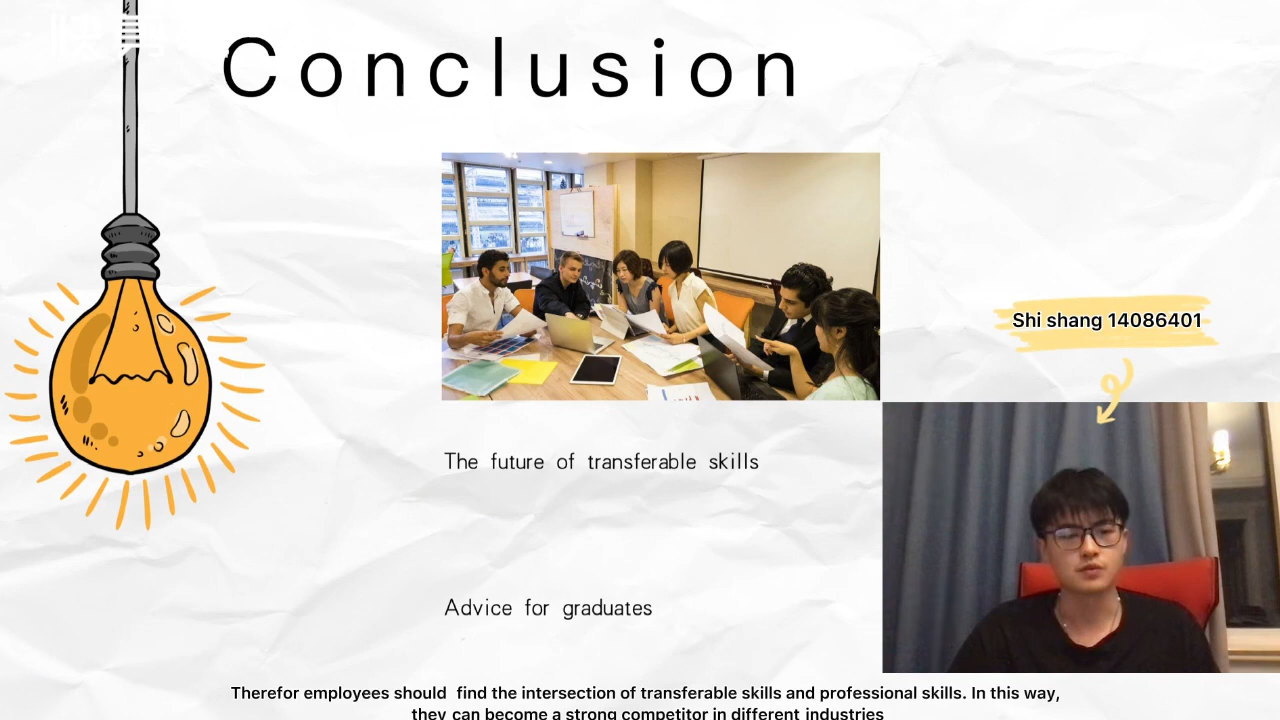 Conclusion
Shi shang 14086401
The future of transferable skills
Advice for graduates
Therefor employees should find the intersection of transferable skills and professional skills. In this way,
they can become a strong competitor in different industries